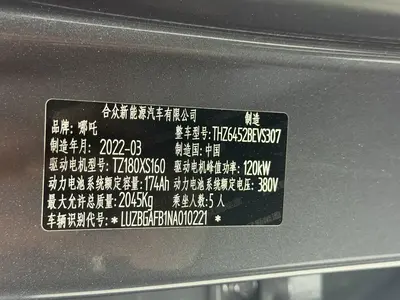 合众新能源汽车有限公司 制造
品牌：哪吒 整车型号：THZ6452BEVS307
制造年月：2022-03 制造国：中国
驱动电机型号：TZ180XS160 驱动电机峰值功率：120kW
动力电池系统额定容量：174Ah 动力电池系统额定电压：380V
最大允许总质量：2045Kg 乘坐人数：5人
车辆识别代号：*LUZBGAFB1NA010221*